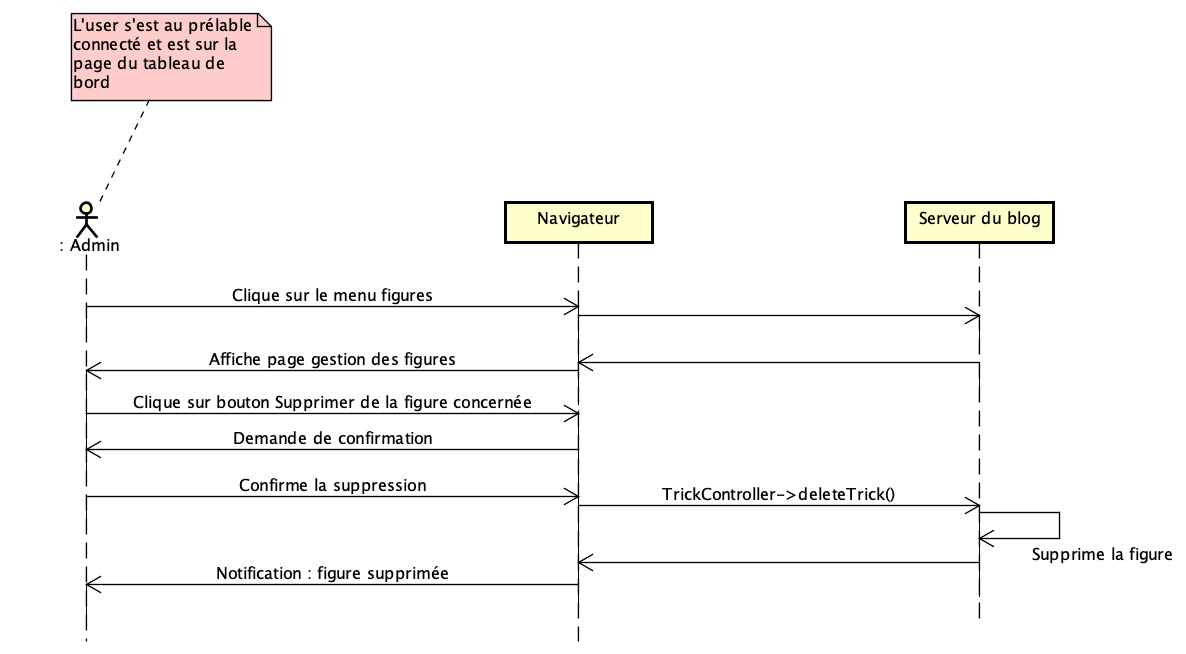 L'user s'est au prélable
connecté et est sur la
page du tableau de
bord
: Admin
Navigateur
Serveur du blog
Clique sur le menu figures
Affiche page gestion des figures
Clique sur bouton Supprimer de la figure concernée
Demande de confirmation
Confirme la suppression
TrickController->deleteTrick()
Supprime la figure
Notification : figure supprimée